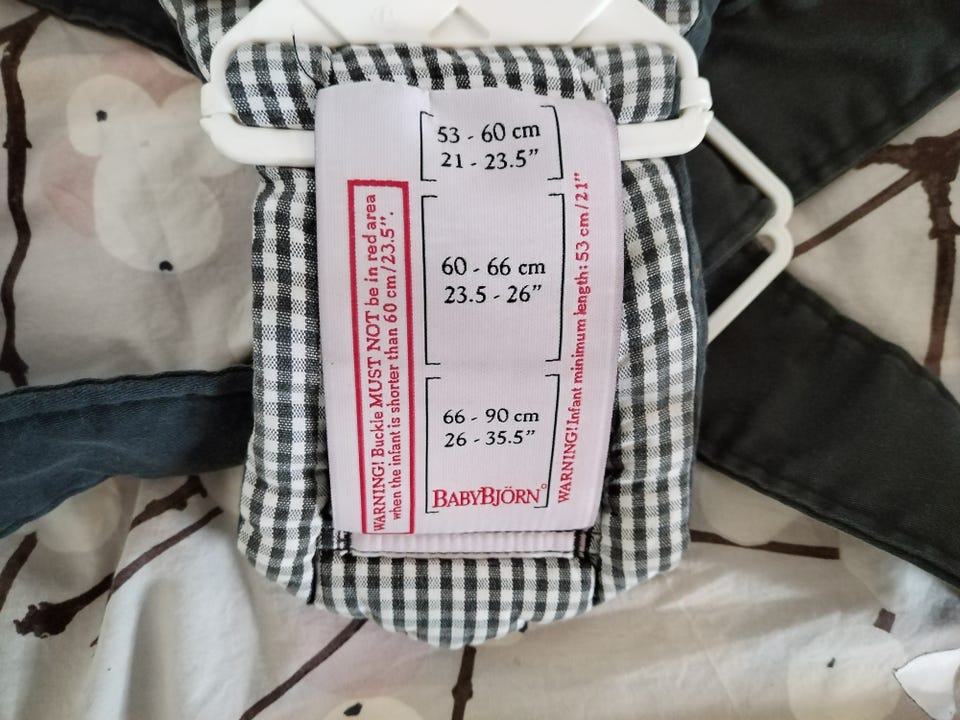 53 - 60 cm
21 - 23.5"
60 - 66 cm
23.5 - 26"
66 - 90 cm
26 - 35.5"
BABYBJÖRN
WARNING! Buckle MUST NOT be in red area
when the infant is shorter than 60 cm/23.5".
WARNING! Infant minimum length: 53 cm/21"